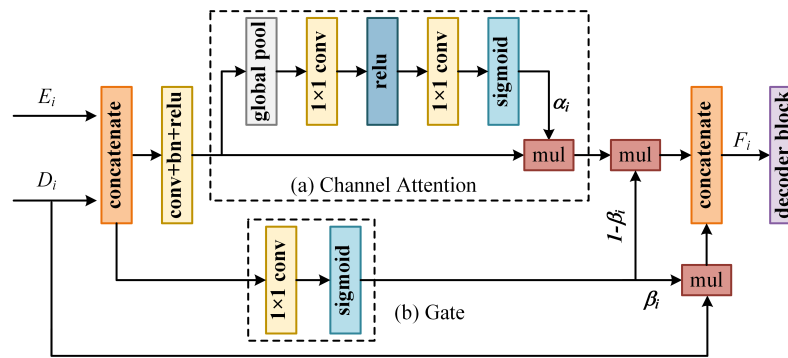 E_i
D_i
concatenate
conv+bn+relu
global pool
1×1 conv
relu
1×1 conv
sigmoid
α_i
mul
(a) Channel Attention
mul
concatenate
F_i
decoder block
1-β_i
1×1 conv
sigmoid
(b) Gate
β_i
mul